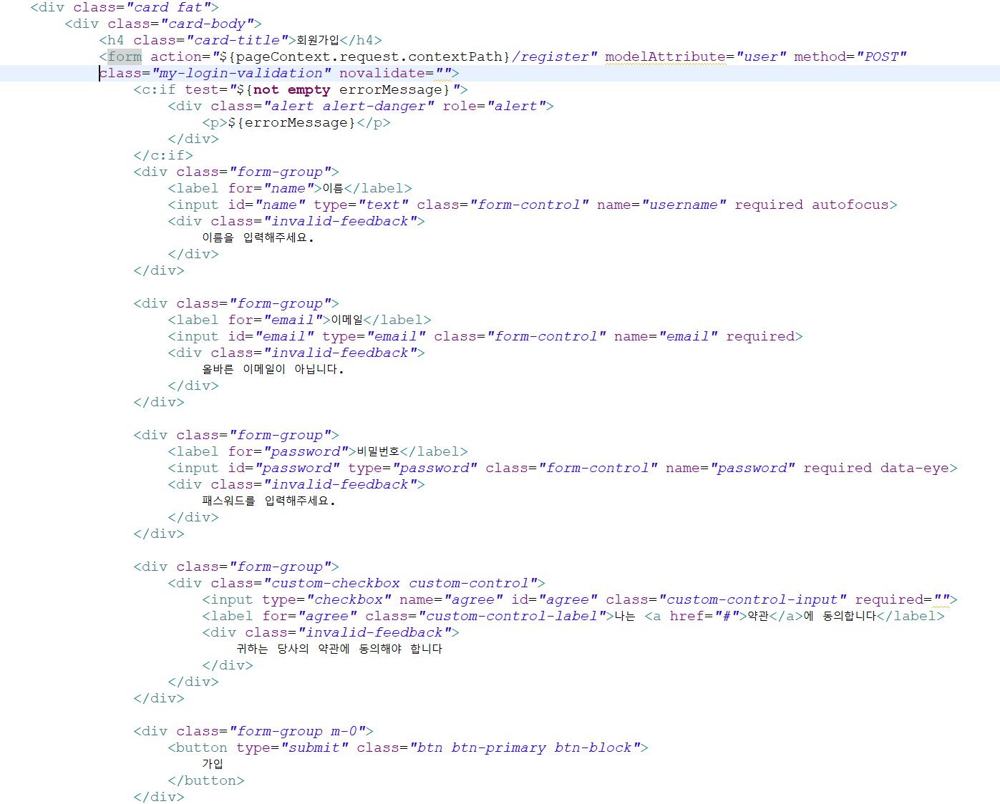 <div class="card fat">
<div class="card-body">
<h4 class="card-title">회원가입</h4>
<form action="${pageContext.request.contextPath}/register" modelAttribute="user" method="POST"
class="my-login-validation" novalidate="">
<c:if test="${not empty errorMessage}">
<div class="alert alert-danger" role="alert">
<p>${errorMessage}</p>
</div>
</c:if>
<div class="form-group">
<label for="name">이름</label>
<input id="name" type="text" class="form-control" name="username" required autofocus>
<div class="invalid-feedback">
이름을 입력해주세요.
</div>
</div>
<div class="form-group">
<label for="email">이메일</label>
<input id="email" type="email" class="form-control" name="email" required>
<div class="invalid-feedback">
올바른 이메일이 아닙니다.
</div>
</div>
<div class="form-group">
<label for="password">비밀번호</label>
<input id="password" type="password" class="form-control" name="password" required data-eye>
<div class="invalid-feedback">
패스워드를 입력해주세요.
</div>
</div>
<div class="form-group">
<div class="custom-checkbox custom-control">
<input type="checkbox" name="agree" id="agree" class="custom-control-input" required="">
<label for="agree" class="custom-control-label">나는 <a href="#">약관</a>에 동의합니다</label>
<div class="invalid-feedback">
귀하는 당사의 약관에 동의해야 합니다
</div>
</div>
</div>
<div class="form-group m-0">
<button type="submit" class="btn btn-primary btn-block">
가입
</button>
</div>